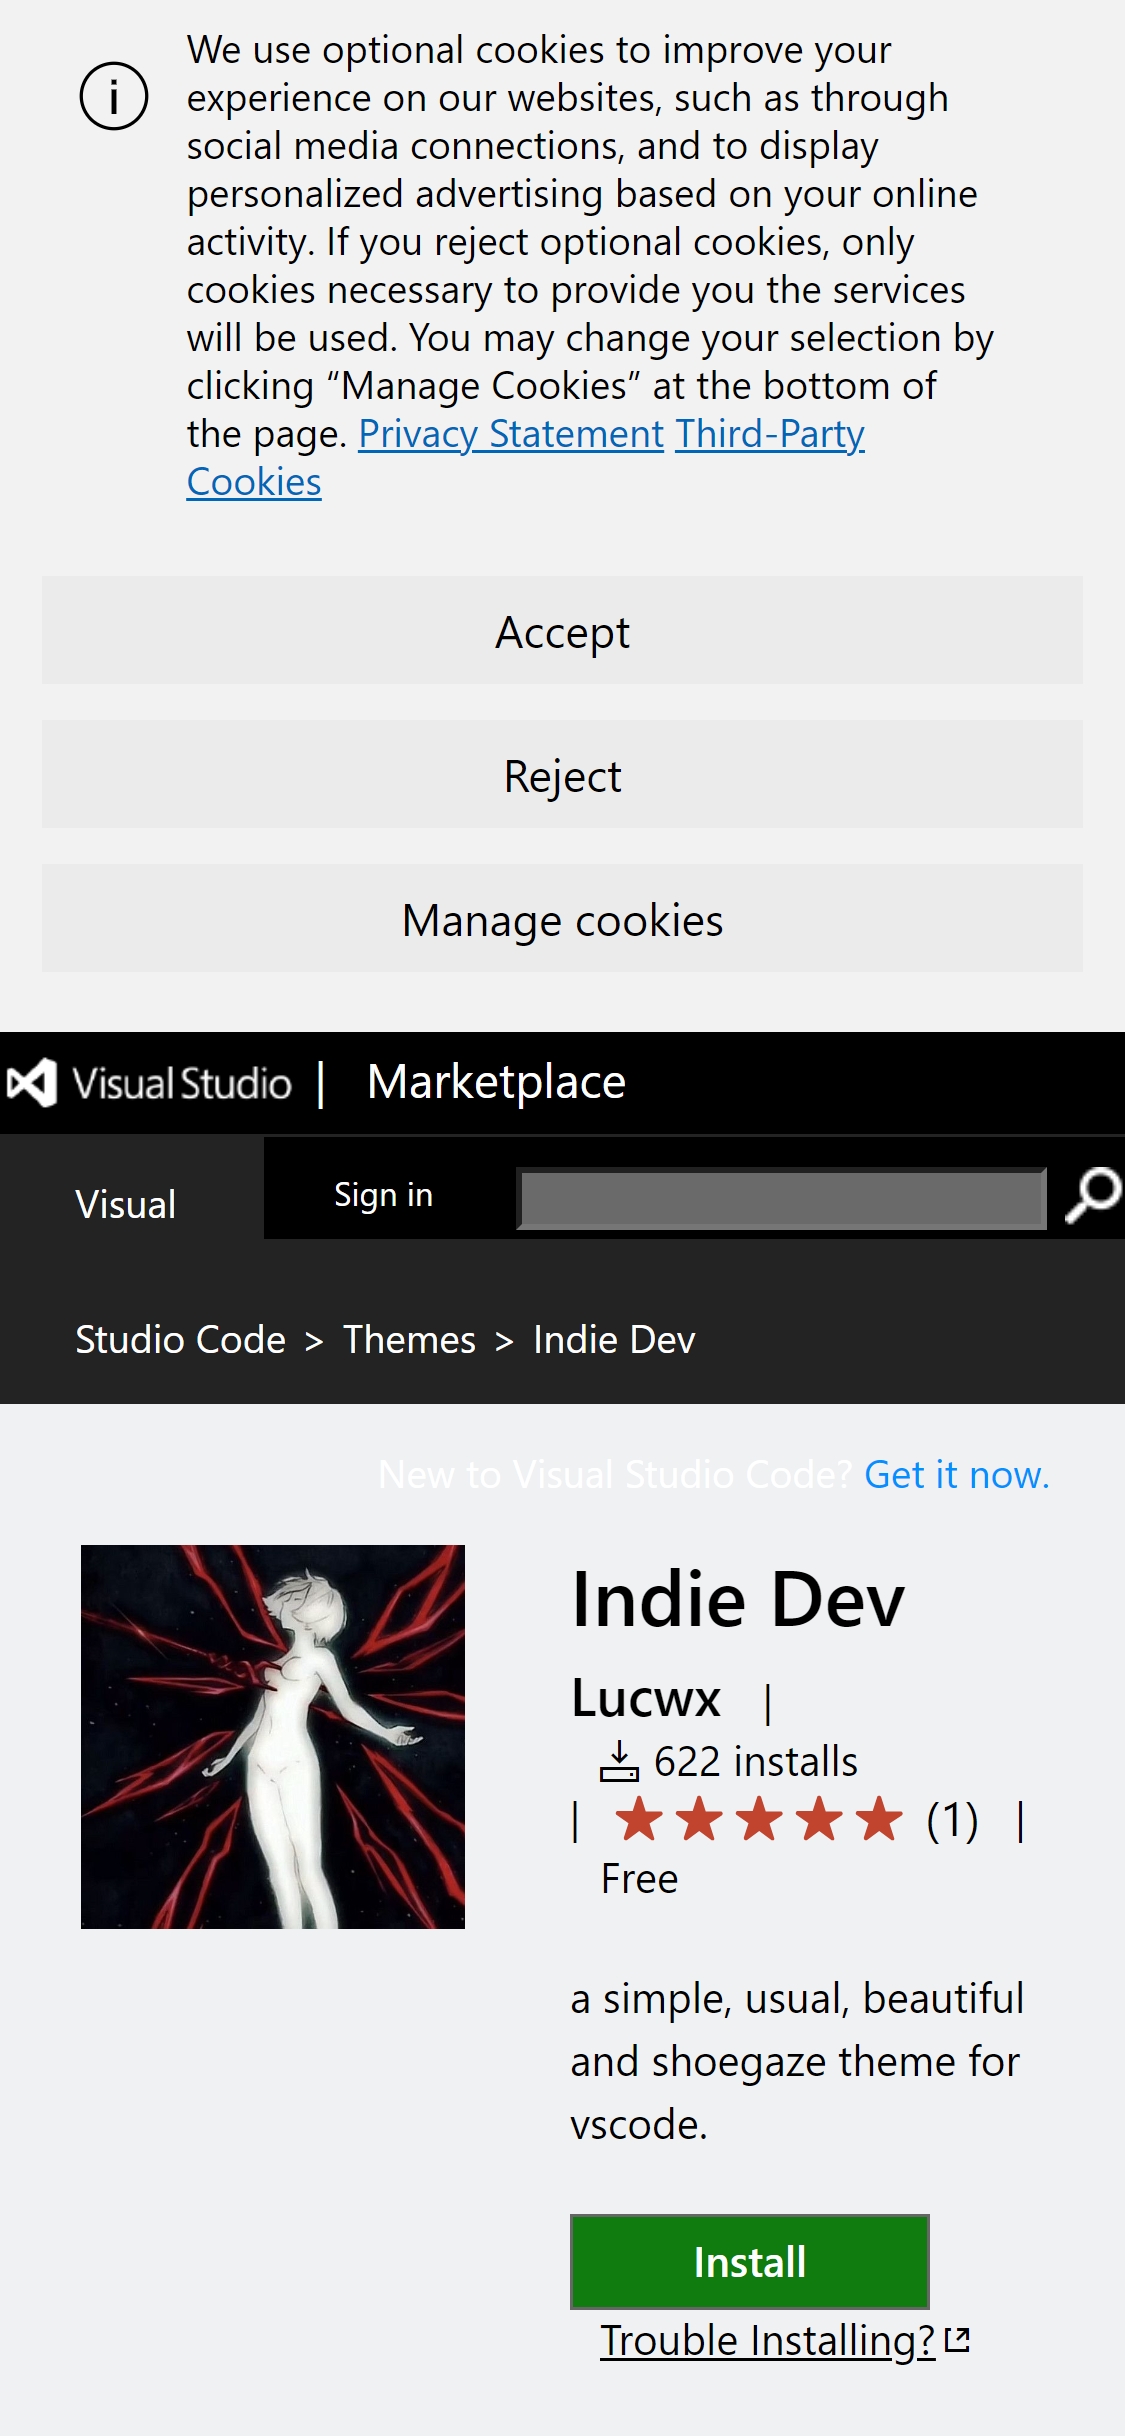 We use optional cookies to improve your
experience on our websites, such as through
social media connections, and to display
personalized advertising based on your online
activity. If you reject optional cookies, only
cookies necessary to provide you the services
will be used. You may change your selection by
clicking “Manage Cookies” at the bottom of
the page. Privacy Statement Third-Party
Cookies
Accept
Reject
Manage cookies
Visual Studio | Marketplace
Sign in
Visual
Studio Code > Themes > Indie Dev
New to Visual Studio Code? Get it now.
Indie Dev
Lucwx |
622 installs
| ★★★★★ (1) |
Free
a simple, usual, beautiful
and shoegaze theme for
vscode.
Install
Trouble Installing?